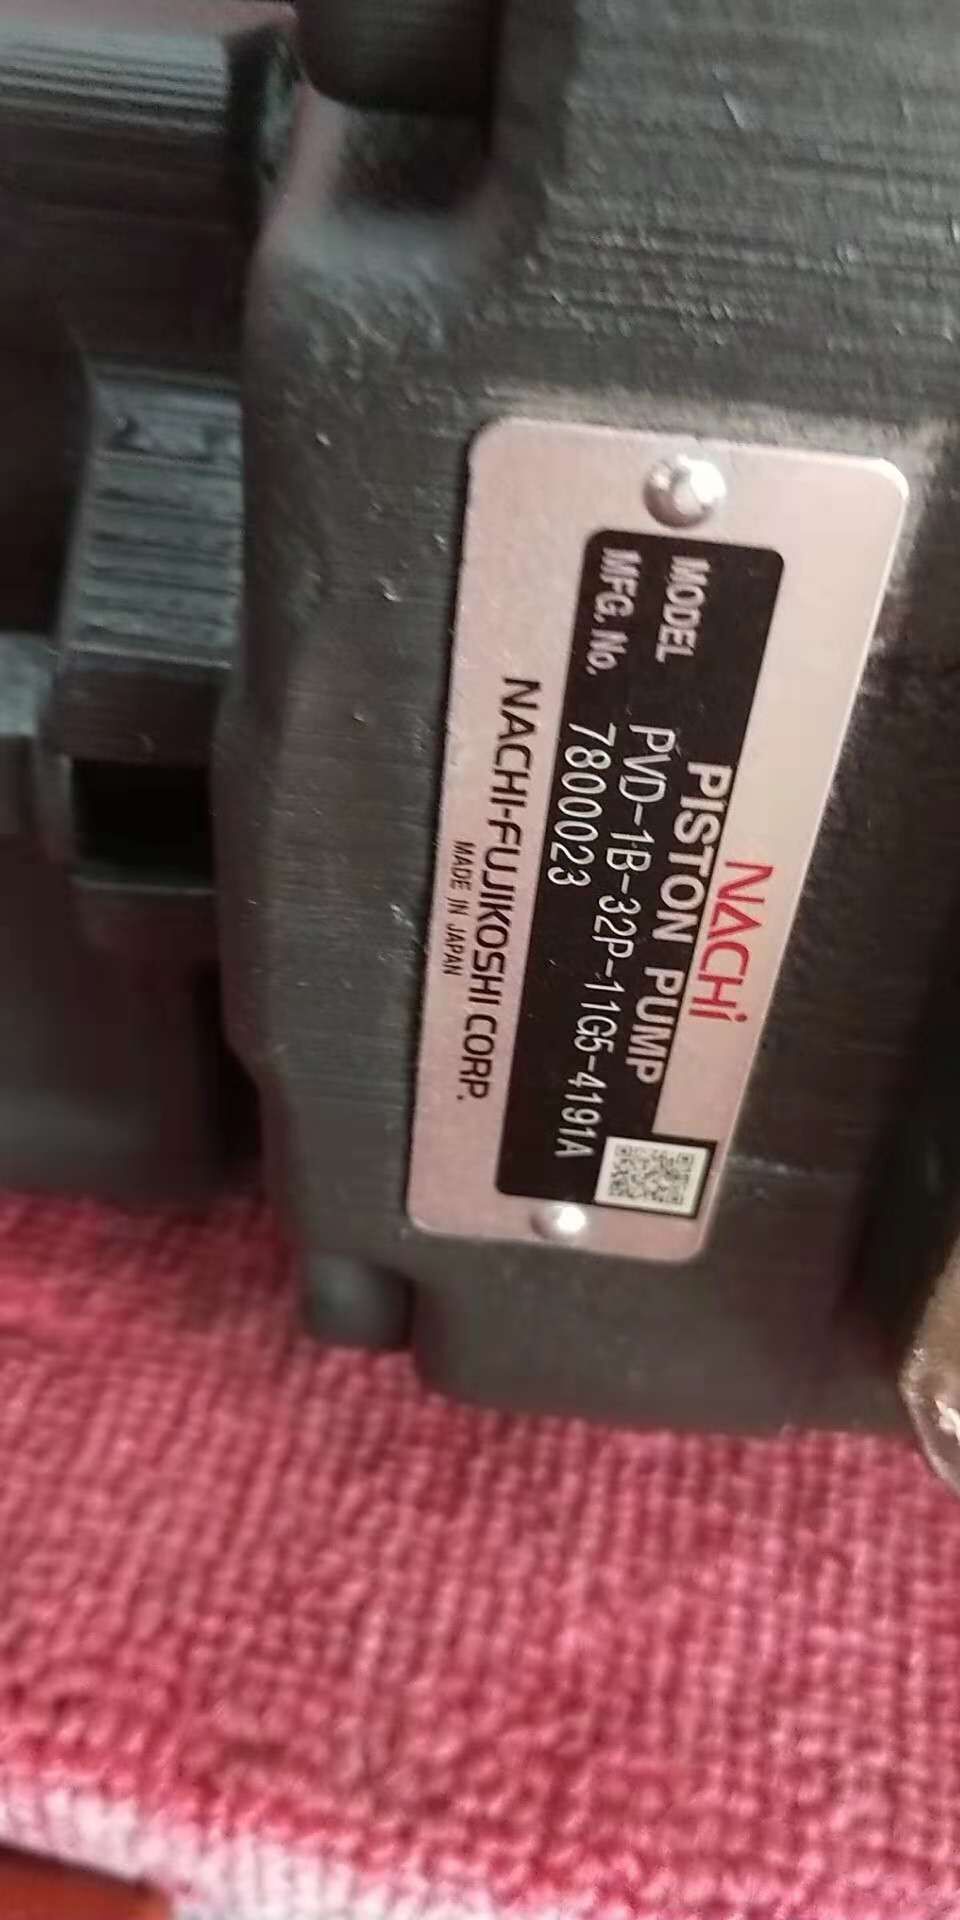 NACHi
PISTON PUMP
MODEL PVD-1B-32P-11G5-4191A
MFG. No. 7800023
NACHI-FUJIKOSHI CORP.
MADE IN JAPAN